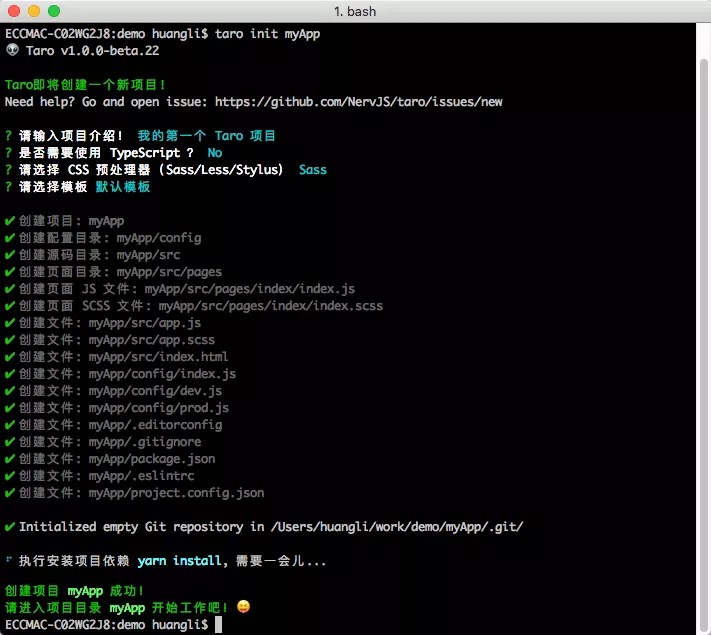 1. bash
ECCMAC-C02WG2J8:demo huangli$ taro init myApp
👽 Taro v1.0.0-beta.22
Taro即将创建一个新项目!
Need help? Go and open issue: https://github.com/NervJS/taro/issues/new
? 请输入项目介绍! 我的第一个 Taro 项目
? 是否需要使用 TypeScript ? No
? 请选择 CSS 预处理器 (Sass/Less/Stylus) Sass
? 请选择模板 默认模板
✔ 创建项目: myApp
✔ 创建配置目录: myApp/config
✔ 创建源码目录: myApp/src
✔ 创建页面目录: myApp/src/pages
✔ 创建页面 JS 文件: myApp/src/pages/index/index.js
✔ 创建页面 SCSS 文件: myApp/src/pages/index/index.scss
✔ 创建文件: myApp/src/app.js
✔ 创建文件: myApp/src/app.scss
✔ 创建文件: myApp/src/index.html
✔ 创建文件: myApp/config/index.js
✔ 创建文件: myApp/config/dev.js
✔ 创建文件: myApp/config/prod.js
✔ 创建文件: myApp/.editorconfig
✔ 创建文件: myApp/.gitignore
✔ 创建文件: myApp/package.json
✔ 创建文件: myApp/.eslintrc
✔ 创建文件: myApp/project.config.json
✔ Initialized empty Git repository in /Users/huangli/work/demo/myApp/.git/
⠋ 执行安装项目依赖 yarn install, 需要一会儿...
创建项目 myApp 成功!
请进入项目目录 myApp 开始工作吧! 😝
ECCMAC-C02WG2J8:demo huangli$